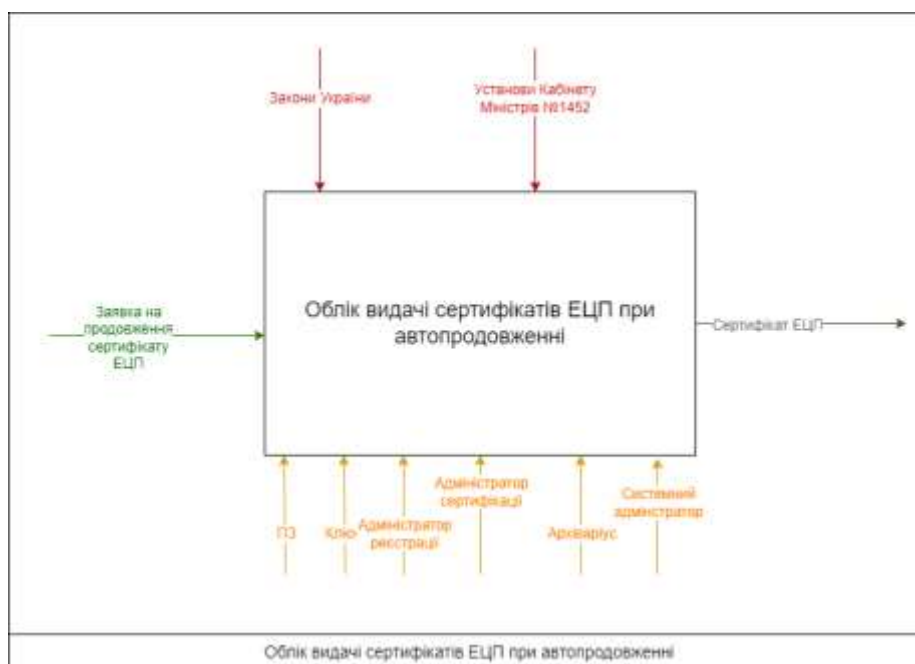 Закони України
Установи Кабінету
Міністрів №1452
Облік видачі сертифікатів ЕЦП при
автопродовженні
Заявка на
продовження
сертифікату
ЕЦП
Сертифікат ЕЦП
ПЗ
Ключ
Адміністратор
реєстрації
Адміністратор
сертифікації
Архіваріус
Системний
адміністратор
Облік видачі сертифікатів ЕЦП при автопродовженні